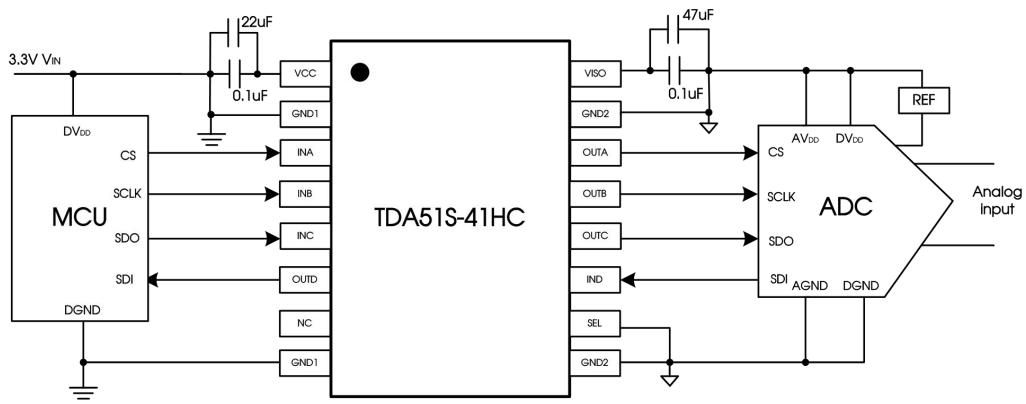 22uF
47uF
3.3V VIN
VCC
VISO
0.1uF
0.1uF
REF
GND1
GND2
DVDD
AVDD
DVDD
CS
INA
OUTA
CS
SCLK
INB
OUTB
SCLK
MCU
TDA51S-41HC
ADC
Analog
input
SDO
INC
OUTC
SDO
SDI
OUTD
IND
SDI
AGND
DGND
DGND
NC
SEL
GND1
GND2